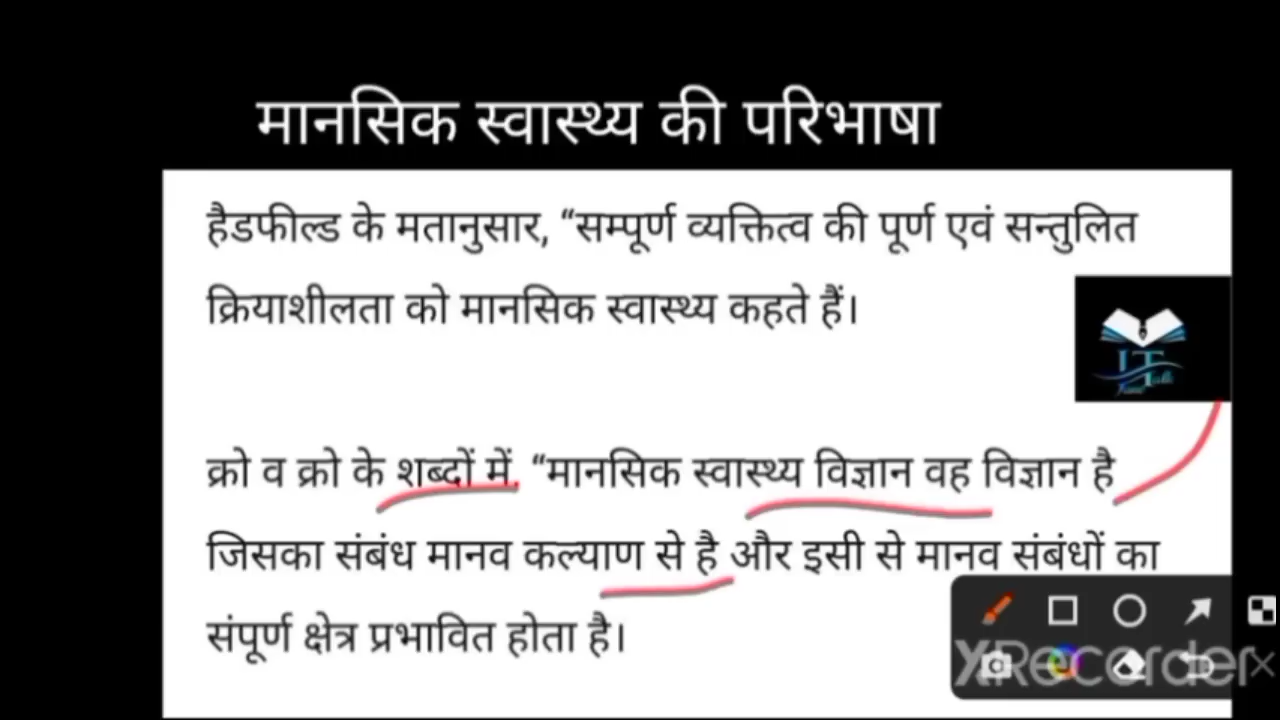 मानसिक स्वास्थ्य की परिभाषा
हैडफील्ड के मतानुसार, “सम्पूर्ण व्यक्तित्व की पूर्ण एवं सन्तुलित
क्रियाशीलता को मानसिक स्वास्थ्य कहते हैं।
क्रो व क्रो के शब्दों में, “मानसिक स्वास्थ्य विज्ञान वह विज्ञान है
जिसका संबंध मानव कल्याण से है और इसी से मानव संबंधों का
संपूर्ण क्षेत्र प्रभावित होता है।
XRecorder